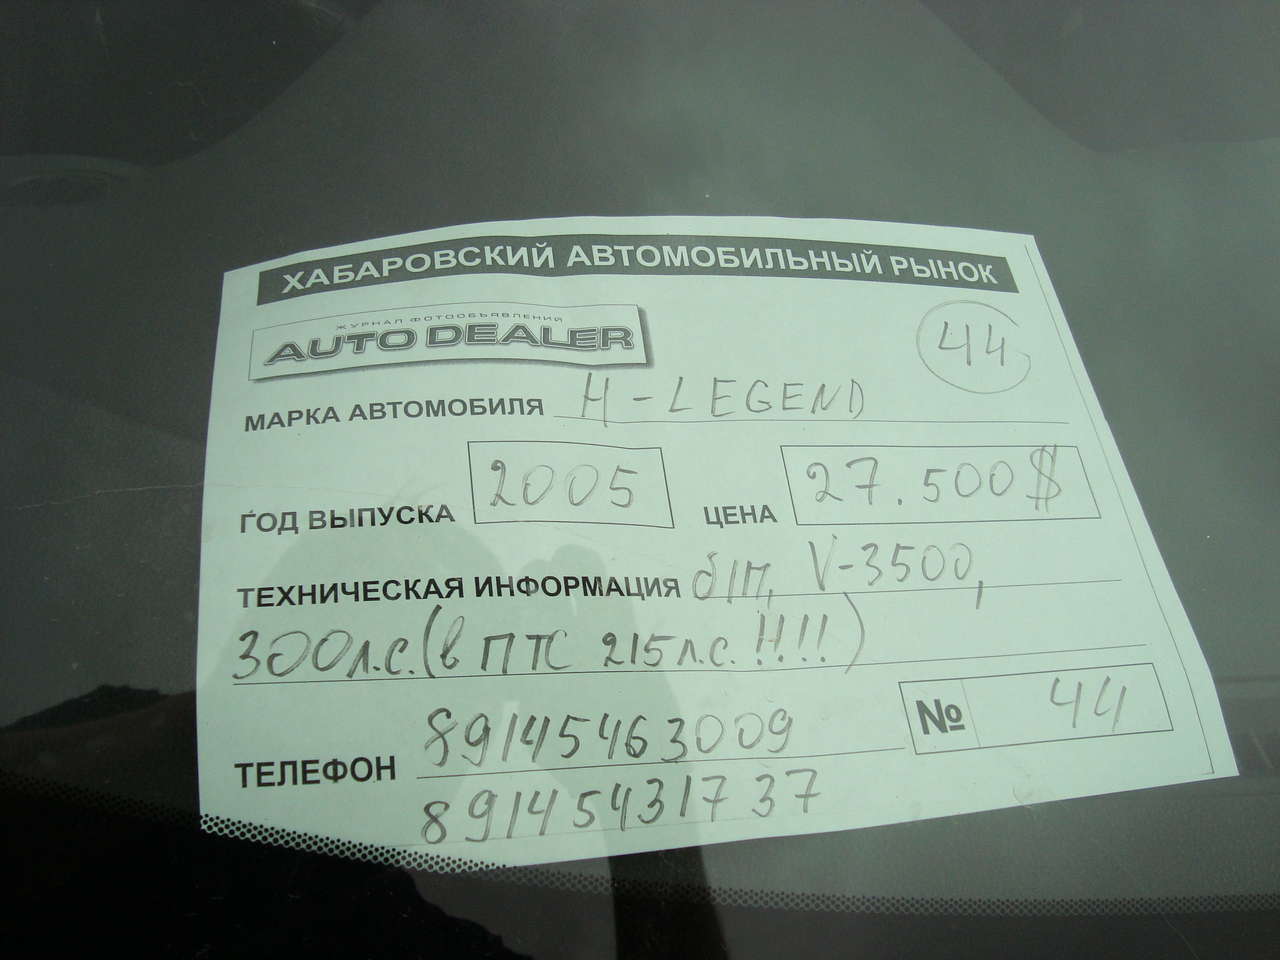 ХАБАРОВСКИЙ АВТОМОБИЛЬНЫЙ РЫНОК
ЖУРНАЛ ФОТООБЪЯВЛЕНИЙ
AUTO DEALER
44
МАРКА АВТОМОБИЛЯ H - LEGEND
ГОД ВЫПУСКА 2005 ЦЕНА 27.500$
ТЕХНИЧЕСКАЯ ИНФОРМАЦИЯ б/п, V-3500,
300л.с.(в ПТС 215л.с.!!!!)
№ 44
ТЕЛЕФОН 89145463009
89145431737